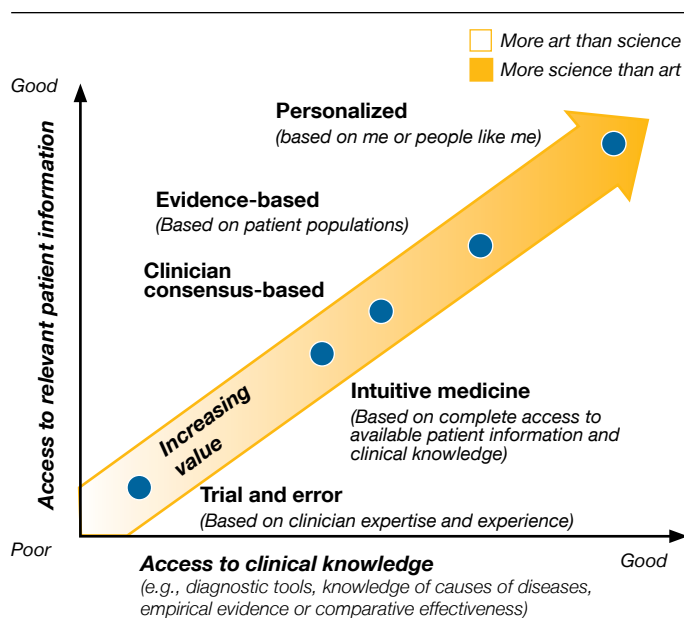 More art than science
More science than art
Good
Access to relevant patient information
Personalized
(based on me or people like me)
Evidence-based
(Based on patient populations)
Clinician
consensus-based
Increasing
value
Intuitive medicine
(Based on complete access to
available patient information and
clinical knowledge)
Trial and error
(Based on clinician expertise and experience)
Poor
Access to clinical knowledge
(e.g., diagnostic tools, knowledge of causes of diseases,
empirical evidence or comparative effectiveness)
Good